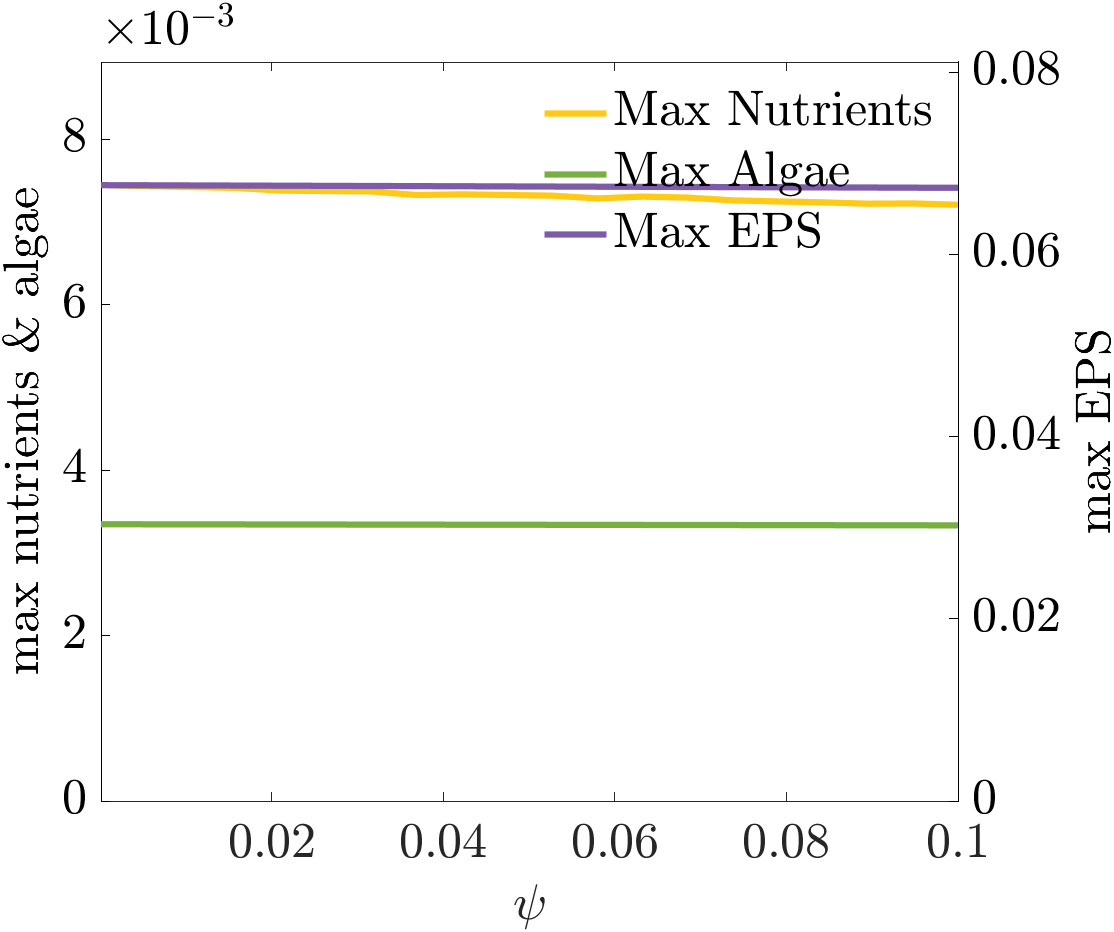 ×10⁻³
8
6
4
2
0
max nutrients & algae
0.08
0.06
0.04
0.02
0
max EPS
Max Nutrients
Max Algae
Max EPS
0.02 0.04 0.06 0.08 0.1
ψ